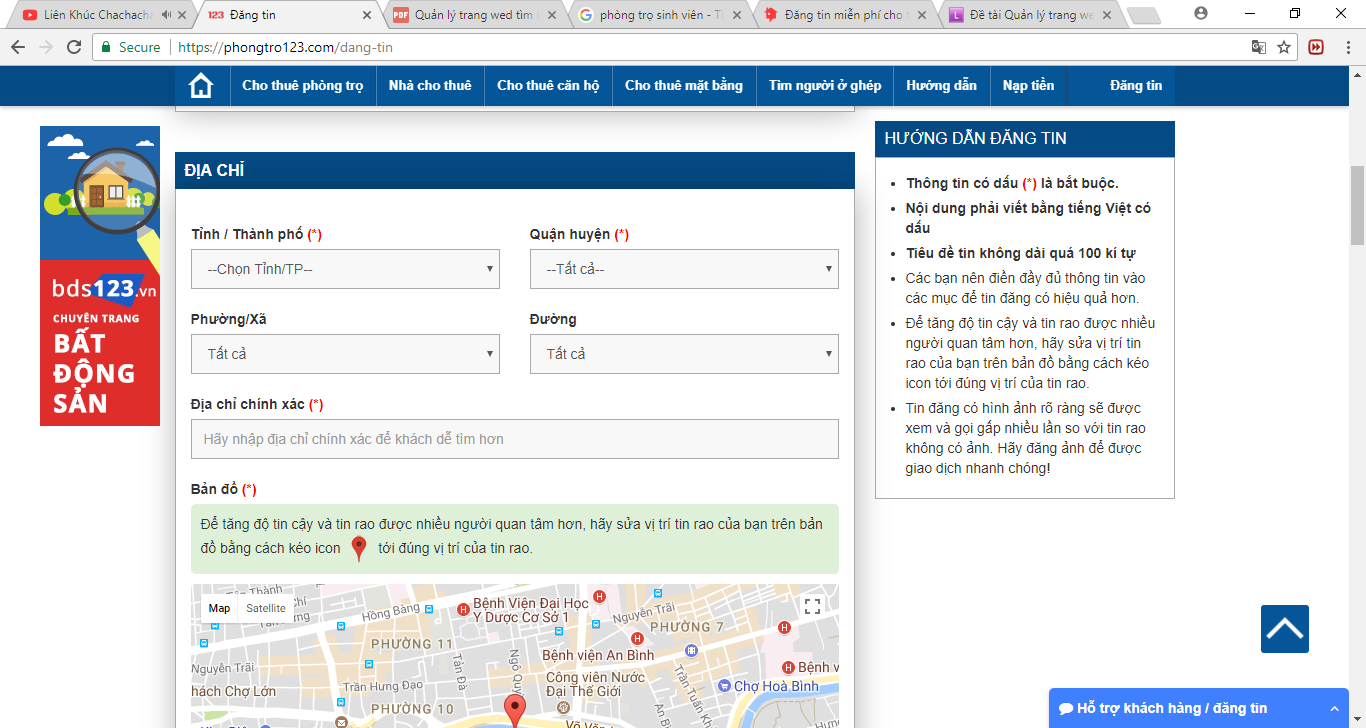 Liên Khúc Chachacha
Đăng tin
Quản lý trang wed tìm
phòng trọ sinh viên - Tì
Đăng tin miễn phí cho
Đề tài Quản lý trang we
Secure
https://phongtro123.com/dang-tin
Cho thuê phòng trọ
Nhà cho thuê
Cho thuê căn hộ
Cho thuê mặt bằng
Tìm người ở ghép
Hướng dẫn
Nạp tiền
Đăng tin
bds123.vn
CHUYÊN TRANG
BẤT
ĐỘNG
SẢN
ĐỊA CHỈ
Tỉnh / Thành phố (*)
Quận huyện (*)
--Chọn Tỉnh/TP--
--Tất cả--
Phường/Xã
Đường
Tất cả
Tất cả
Địa chỉ chính xác (*)
Hãy nhập địa chỉ chính xác để khách dễ tìm hơn
Bản đồ (*)
Để tăng độ tin cậy và tin rao được nhiều người quan tâm hơn, hãy sửa vị trí tin rao của bạn trên bản
đồ bằng cách kéo icon tới đúng vị trí của tin rao.
Map
Satellite
Hồng Bàng
Bệnh Viện Đại Học
Y Dược Cơ Sở 1
Nguyễn Trãi
PHƯỜNG 7
PHƯỜNG 11
Bệnh viện An Bình
Nguyễn Trãi
Tản Đà
Ngô Quy
Trần Tuấn Kh
Bệnh v
Công viên Nước
Đại Thế Giới
Chợ Hoà Bình
hách Chợ Lớn
Trần Hưng Đạo
PHƯỜNG 10
Võ Văn
HƯỚNG DẪN ĐĂNG TIN
Thông tin có dấu (*) là bắt buộc.
Nội dung phải viết bằng tiếng Việt có
dấu
Tiêu đề tin không dài quá 100 kí tự
Các bạn nên điền đầy đủ thông tin vào
các mục để tin đăng có hiệu quả hơn.
Để tăng độ tin cậy và tin rao được nhiều
người quan tâm hơn, hãy sửa vị trí tin
rao của bạn trên bản đồ bằng cách kéo
icon tới đúng vị trí của tin rao.
Tin đăng có hình ảnh rõ ràng sẽ được
xem và gọi gấp nhiều lần so với tin rao
không có ảnh. Hãy đăng ảnh để được
giao dịch nhanh chóng!
Hỗ trợ khách hàng / đăng tin